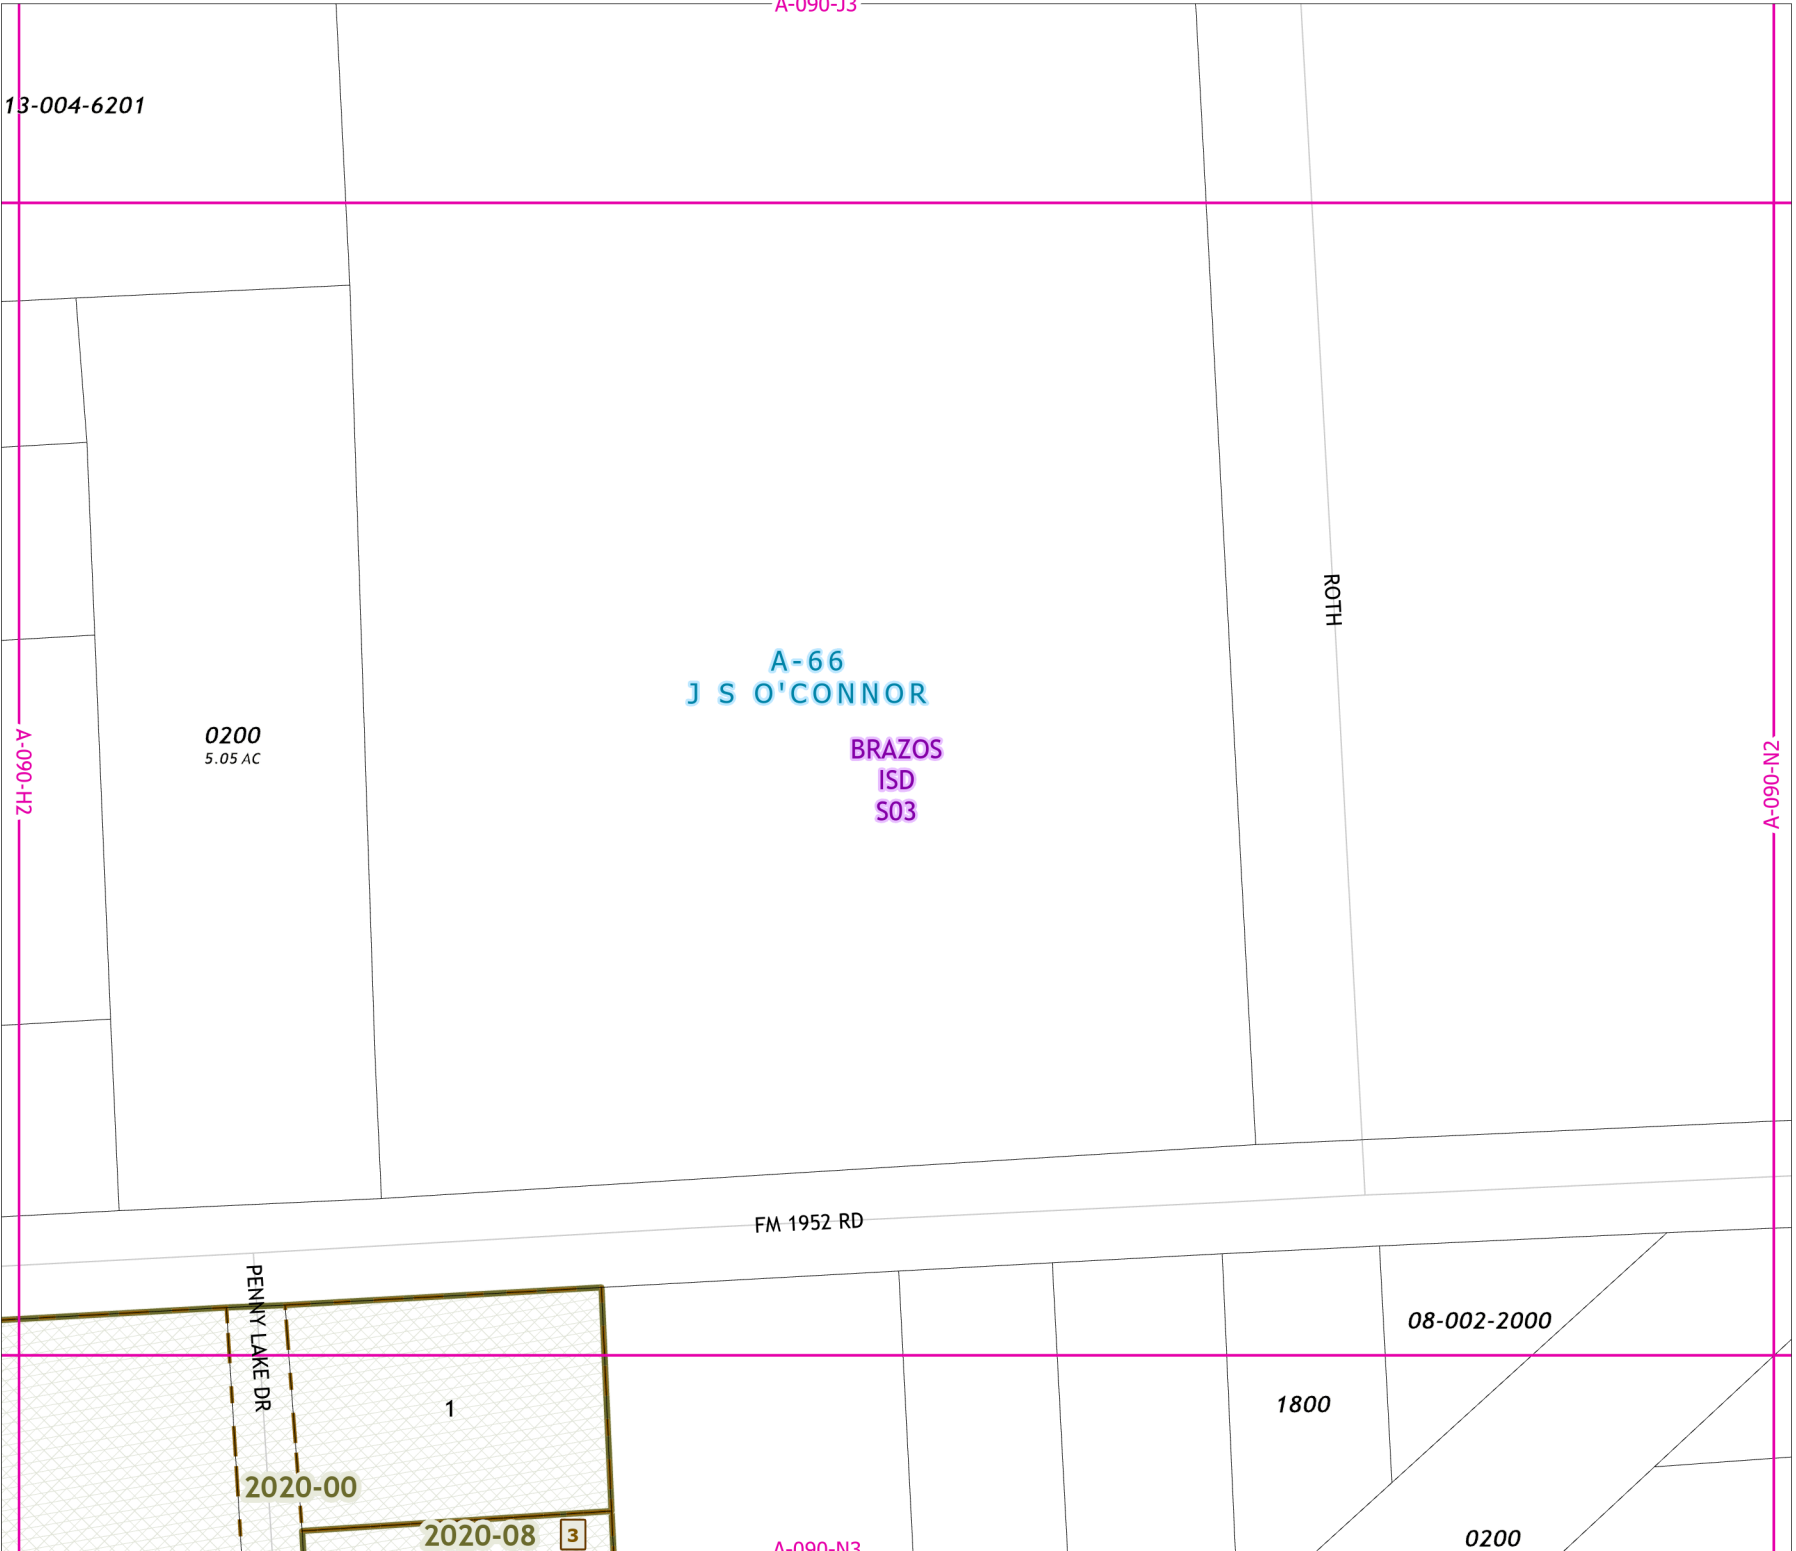 A-090-J3
13-004-6201
ROTH
A-66
J S O'CONNOR
0200
5.05 AC
BRAZOS
ISD
S03
A-090-H2
A-090-N2
FM 1952 RD
PENNY LAKE DR
08-002-2000
1800
1
2020-00
2020-08
3
0200
A-090-N3